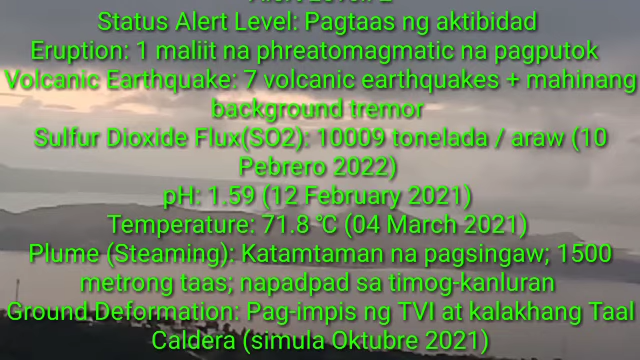 Alert Level: 2
Status Alert Level: Pagtaas ng aktibidad
Eruption: 1 maliit na phreatomagmatic na pagputok
Volcanic Earthquake: 7 volcanic earthquakes + mahinang
background tremor
Sulfur Dioxide Flux(SO2): 10009 tonelada / araw (10
Pebrero 2022)
pH: 1.59 (12 February 2021)
Temperature: 71.8 ℃ (04 March 2021)
Plume (Steaming): Katamtaman na pagsingaw; 1500
metrong taas; napadpad sa timog-kanluran
Ground Deformation: Pag-impis ng TVI at kalakhang Taal
Caldera (simula Oktubre 2021)